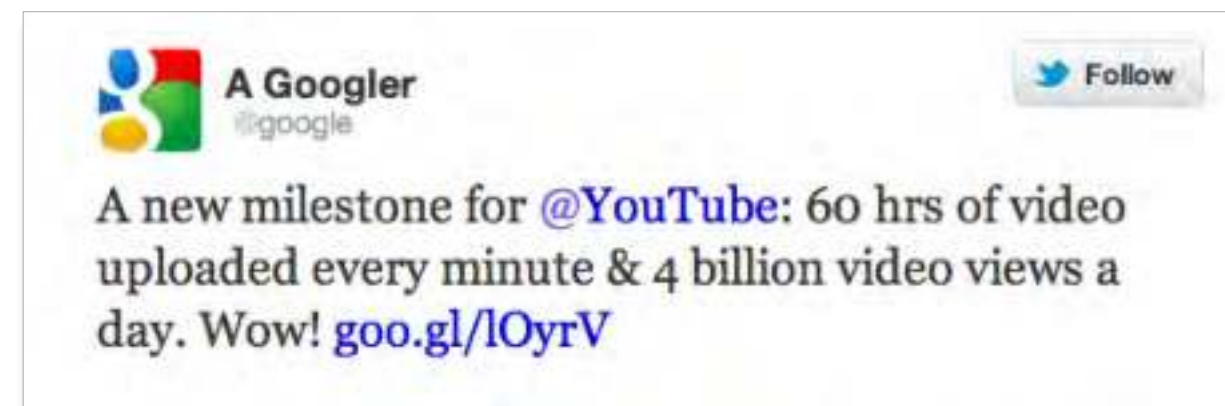 A Googler
@google
Follow
A new milestone for @YouTube: 60 hrs of video
uploaded every minute & 4 billion video views a
day. Wow! goo.gl/lOyrV